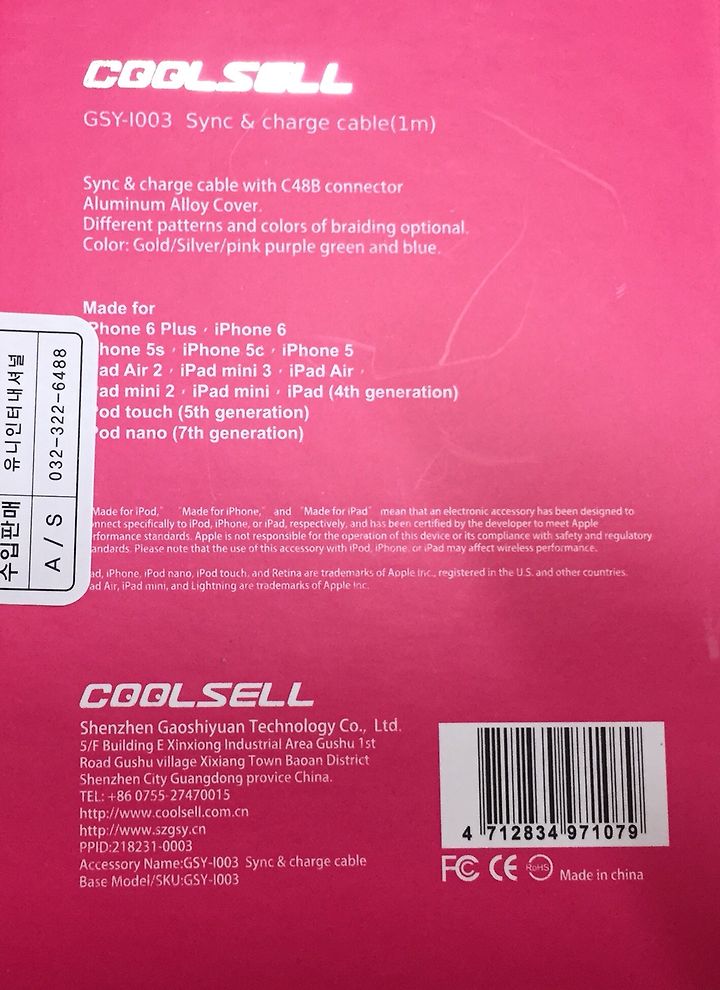 COOLSELL
GSY-I003 Sync & charge cable(1m)
Sync & charge cable with C48B connector
Aluminum Alloy Cover.
Different patterns and colors of braiding optional.
Color: Gold/Silver/pink purple green and blue.
Made for
Phone 6 Plus , iPhone 6
hone 5s , iPhone 5c , iPhone 5
ad Air 2 , iPad mini 3 , iPad Air ,
ad mini 2 , iPad mini , iPad (4th generation)
Pod touch (5th generation)
Pod nano (7th generation)
유니인터내셔널
032-322-6488
수입판매
A / S
"Made for iPod," "Made for iPhone," and "Made for iPad" mean that an electronic accessory has been designed to
nnect specifically to iPod, iPhone, or iPad, respectively, and has been certified by the developer to meet Apple
rformance standards. Apple is not responsible for the operation of this device or its compliance with safety and regulatory
andards. Please note that the use of this accessory with iPod, iPhone, or iPad may affect wireless performance.
ad, iPhone, iPod nano, iPod touch, and Retina are trademarks of Apple Inc., registered in the U.S. and other countries.
ad Air, iPad mini, and Lightning are trademarks of Apple Inc.
COOLSELL
Shenzhen Gaoshiyuan Technology Co., Ltd.
5/F Building E Xinxiong Industrial Area Gushu 1st
Road Gushu village Xixiang Town Baoan District
Shenzhen City Guangdong provice China.
TEL: +86 0755-27470015
http://www.coolsell.com.cn
http://www.szgsy.cn
PPID:218231-0003
Accessory Name:GSY-I003 Sync & charge cable
Base Model/SKU:GSY-I003
4 712834 971079
FC CE RoHS Made in china